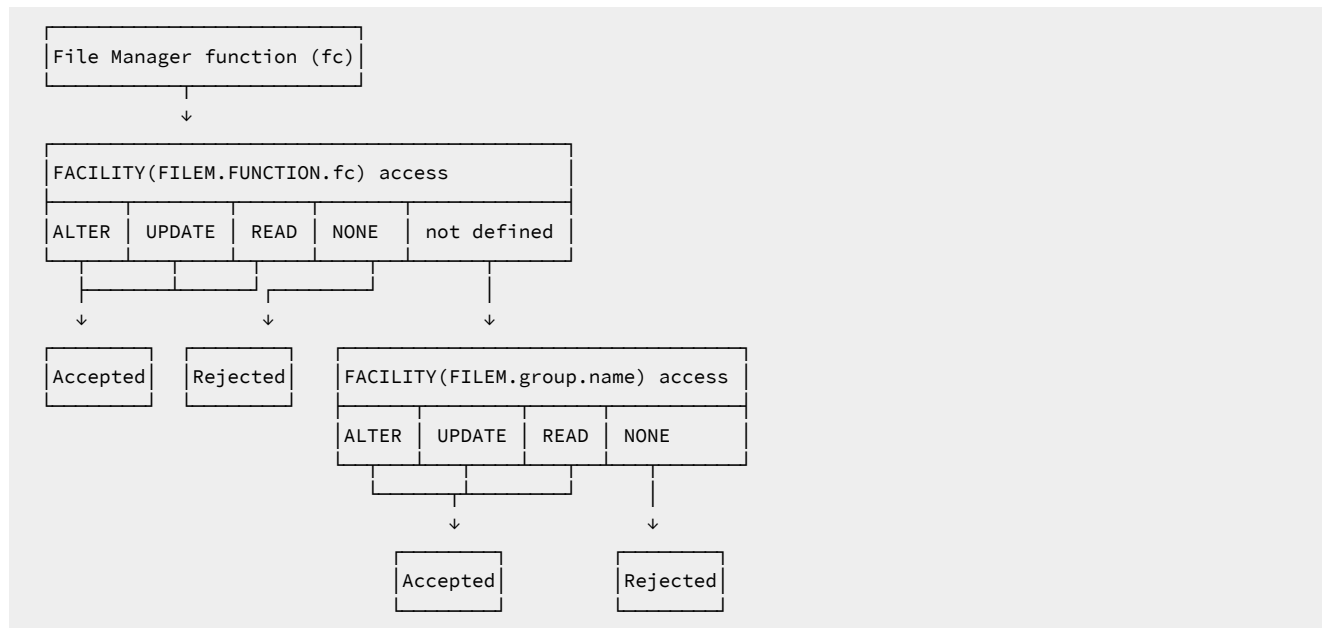 File Manager function (fc)
FACILITY(FILEM.FUNCTION.fc) access
ALTER UPDATE READ NONE not defined
Accepted Rejected FACILITY(FILEM.group.name) access
ALTER UPDATE READ NONE
Accepted Rejected